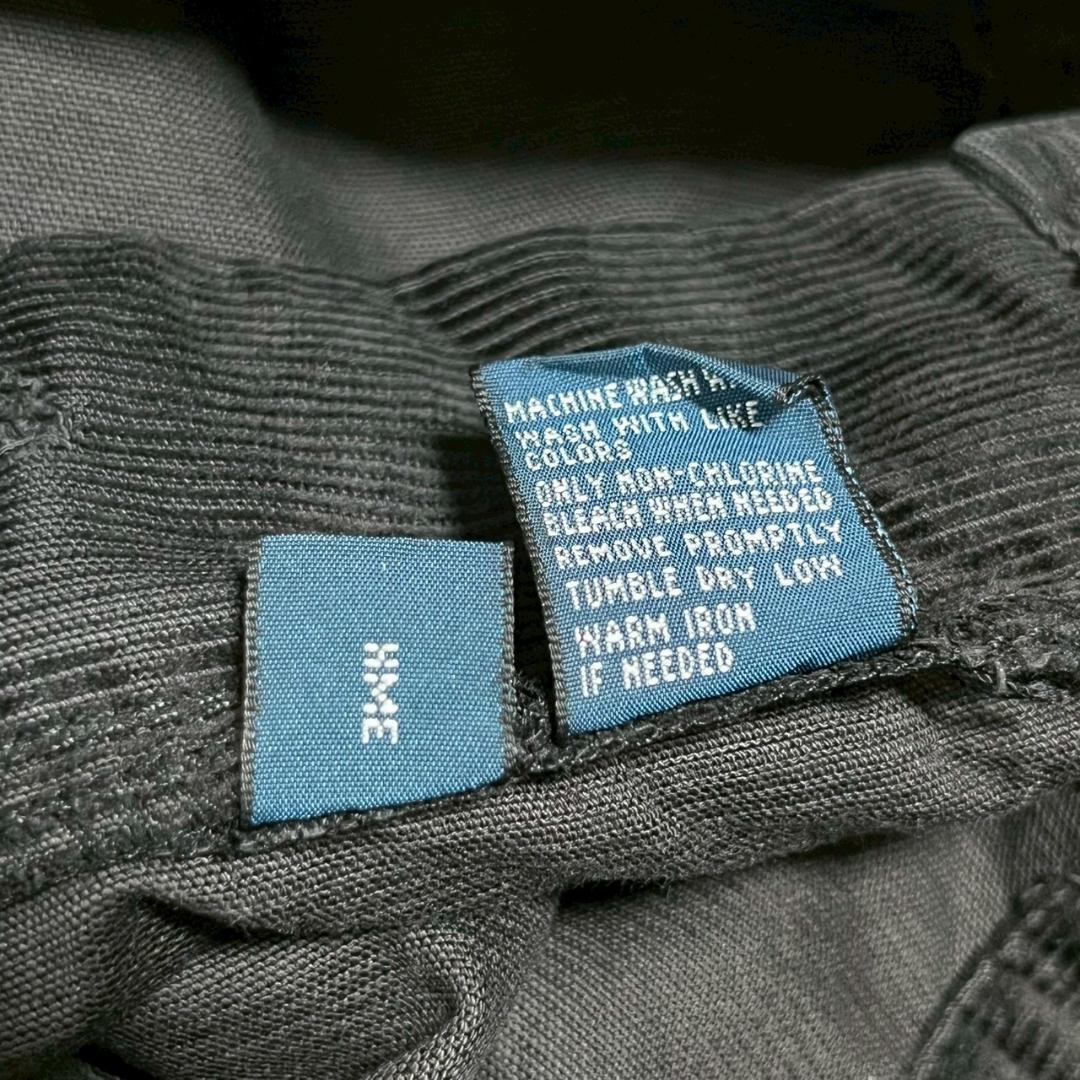 MACHINE WASH
WASH WITH LIKE
COLORS
ONLY NON-CHLORINE
BLEACH WHEN NEEDED
REMOVE PROMPTLY
TUMBLE DRY LOW
WARM IRON
IF NEEDED